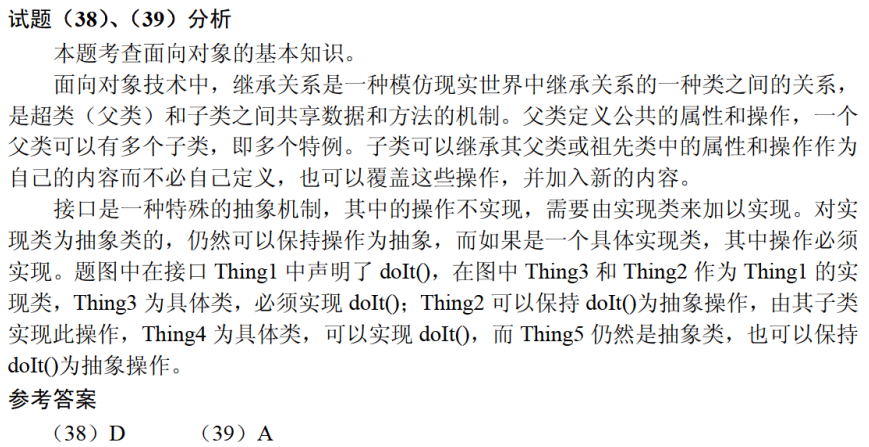 试题（38）、（39）分析
本题考查面向对象的基本知识。
面向对象技术中，继承关系是一种模仿现实世界中继承关系的一种类之间的关系，
是超类（父类）和子类之间共享数据和方法的机制。父类定义公共的属性和操作，一个
父类可以有多个子类，即多个特例。子类可以继承其父类或祖先类中的属性和操作作为
自己的内容而不必自己定义，也可以覆盖这些操作，并加入新的内容。
接口是一种特殊的抽象机制，其中的操作不实现，需要由实现类来加以实现。对实
现类为抽象类的，仍然可以保持操作为抽象，而如果是一个具体实现类，其中操作必须
实现。题图中在接口 Thing1 中声明了 doIt()，在图中 Thing3 和 Thing2 作为 Thing1 的实
现类，Thing3 为具体类，必须实现 doIt()；Thing2 可以保持 doIt()为抽象操作，由其子类
实现此操作，Thing4 为具体类，可以实现 doIt()，而 Thing5 仍然是抽象类，也可以保持
doIt()为抽象操作。
参考答案
（38）D （39）A